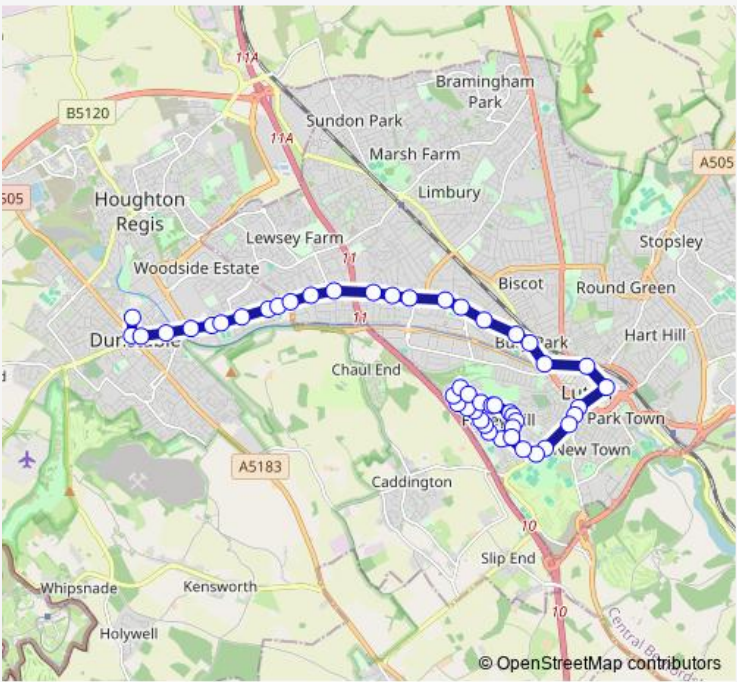 11A
Bramingham
Park
B5120
Sundon Park
11A
Marsh Farm
A505
Limbury
505
Houghton
Regis
Stopsley
Lewsey Farm
11
Woodside Estate
Biscot
Round Green
11
Hart Hill
Chaul End
Park Town
New Town
A5183
Caddington
10
Slip End
Whipsnade
Kensworth
10
Holywell
© OpenStreetMap contributors